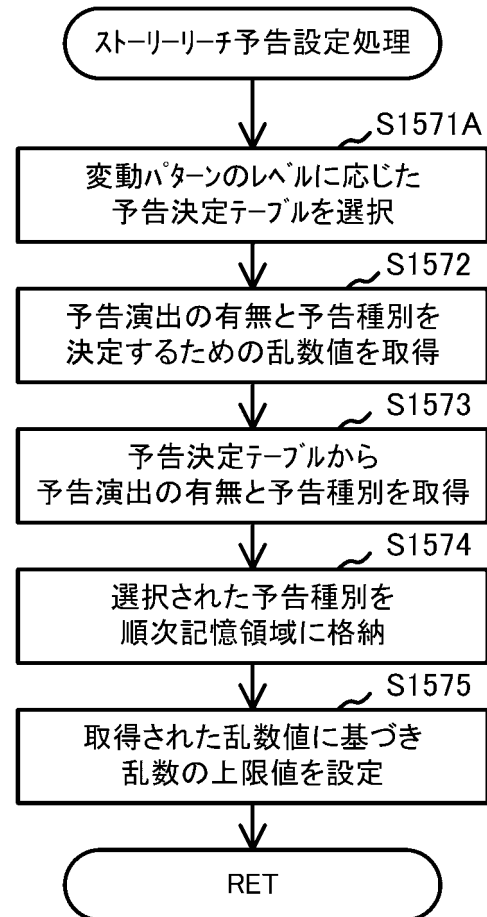 ストーリーリーチ予告設定処理
S1571A
変動パターンのレベルに応じた
予告決定テーブルを選択
S1572
予告演出の有無と予告種別を
決定するための乱数値を取得
S1573
予告決定テーブルから
予告演出の有無と予告種別を取得
S1574
選択された予告種別を
順次記憶領域に格納
S1575
取得された乱数値に基づき
乱数の上限値を設定
RET